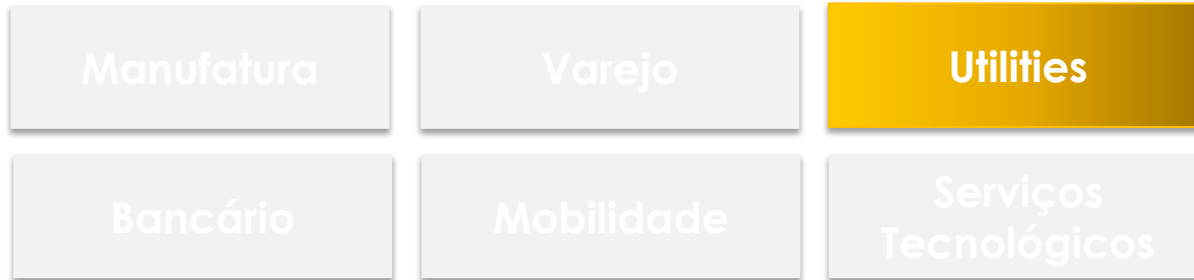 Manufatura
Varejo
Utilities
Bancário
Mobilidade
Serviços
Tecnológicos